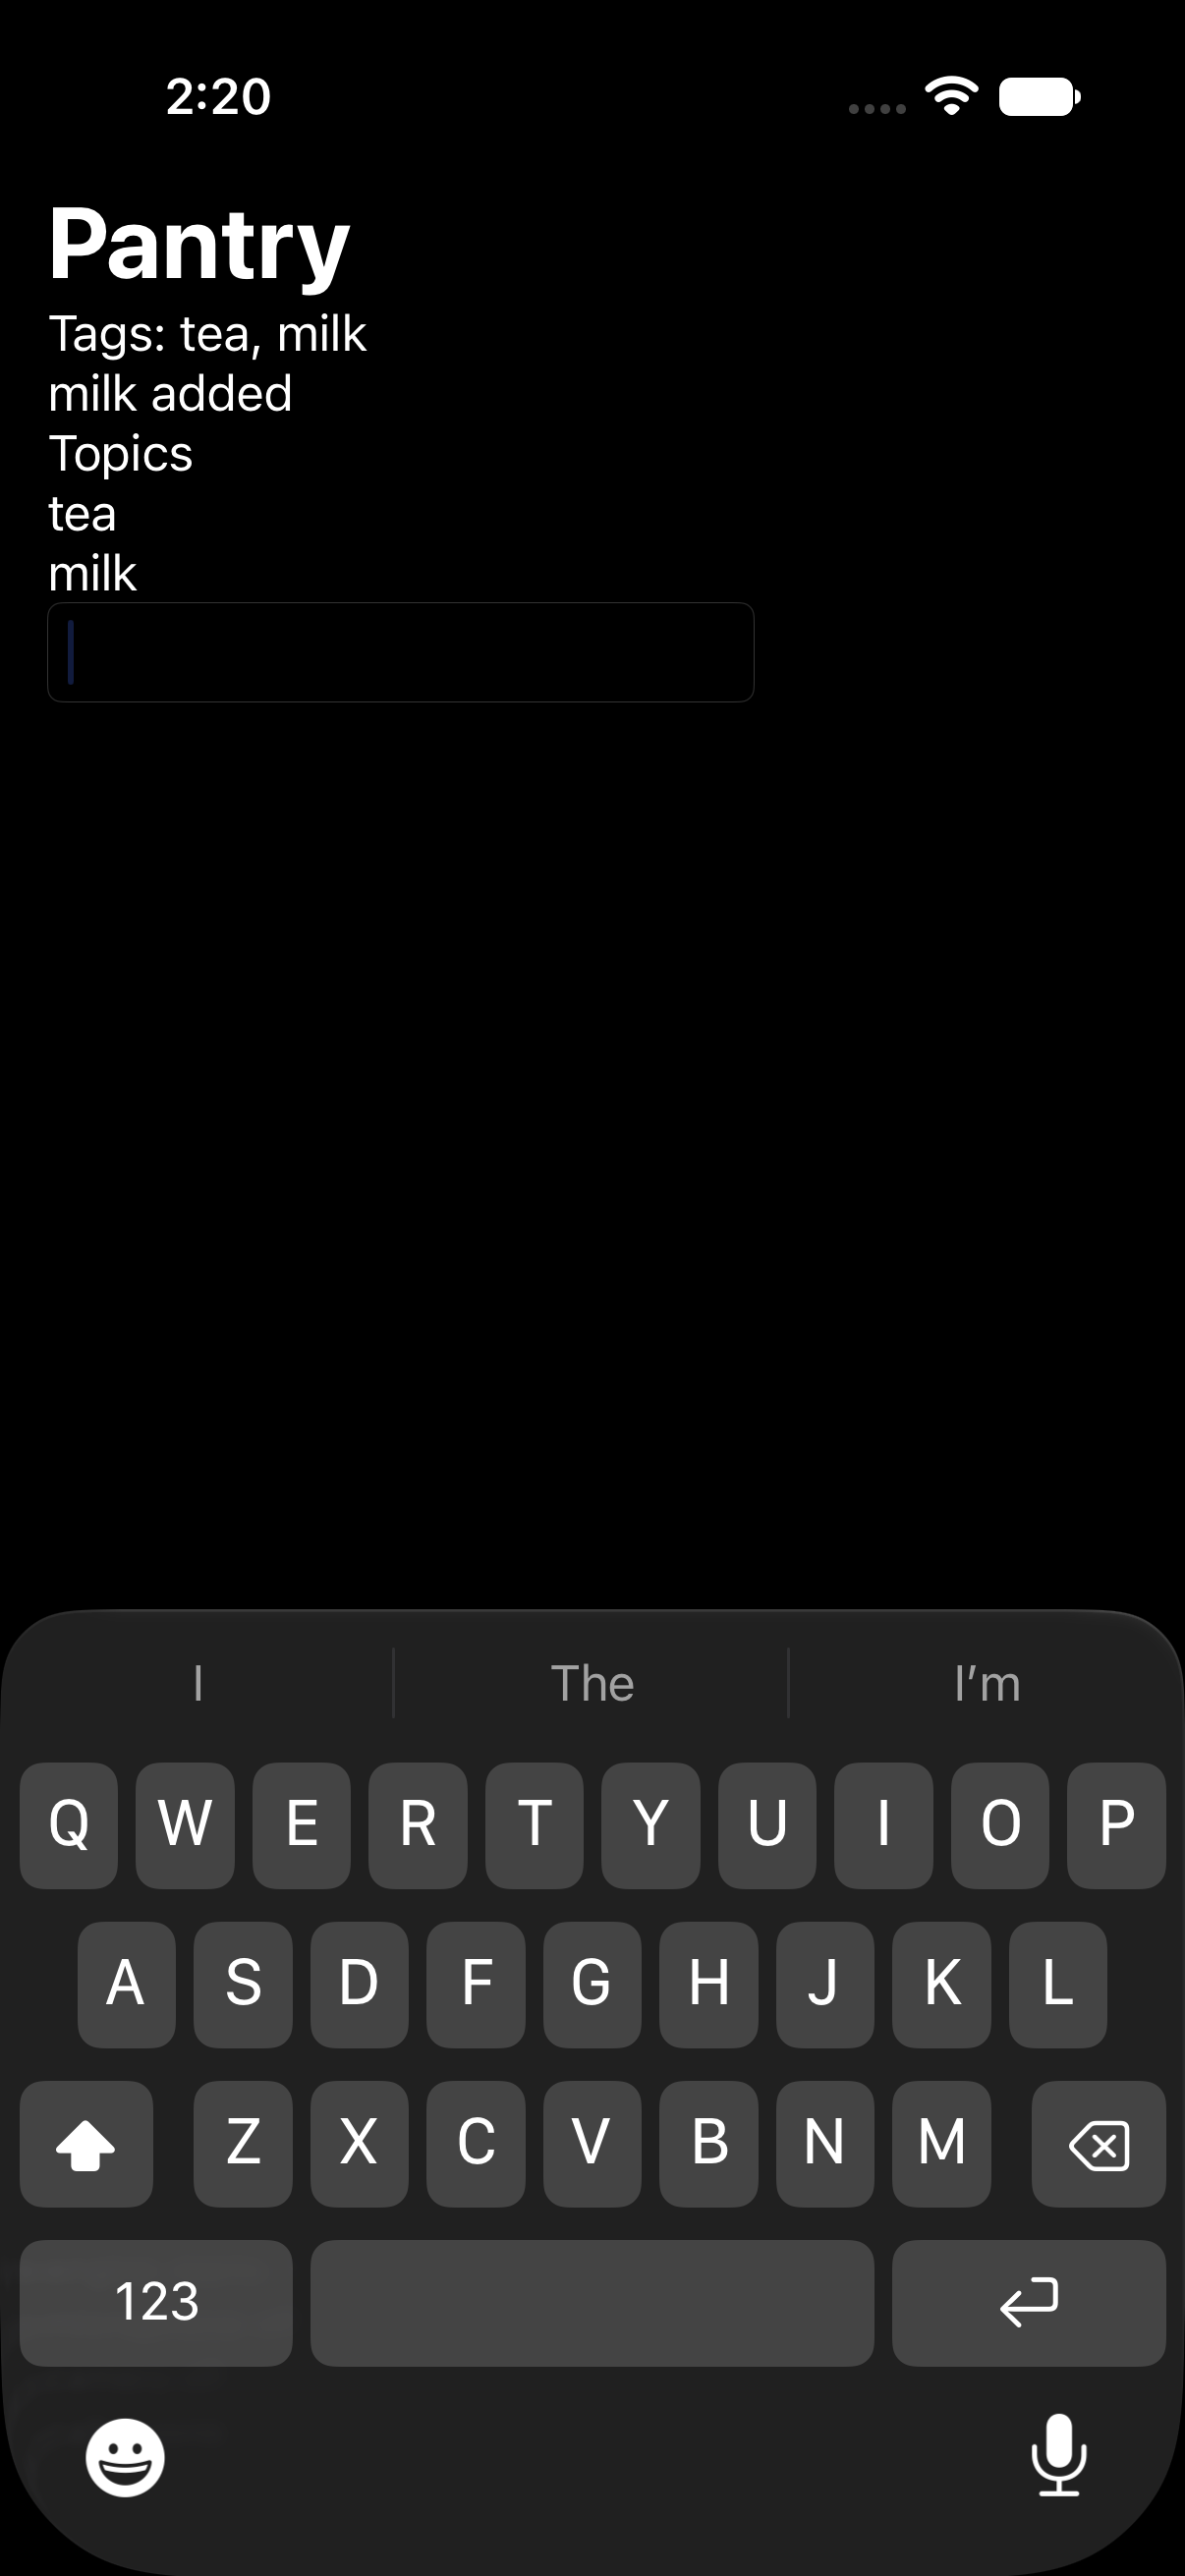 2:20
Pantry
Tags: tea, milk
milk added
Topics
tea
milk
I The I’m
Q W E R T Y U I O P
A S D F G H J K L
Z X C V B N M
123